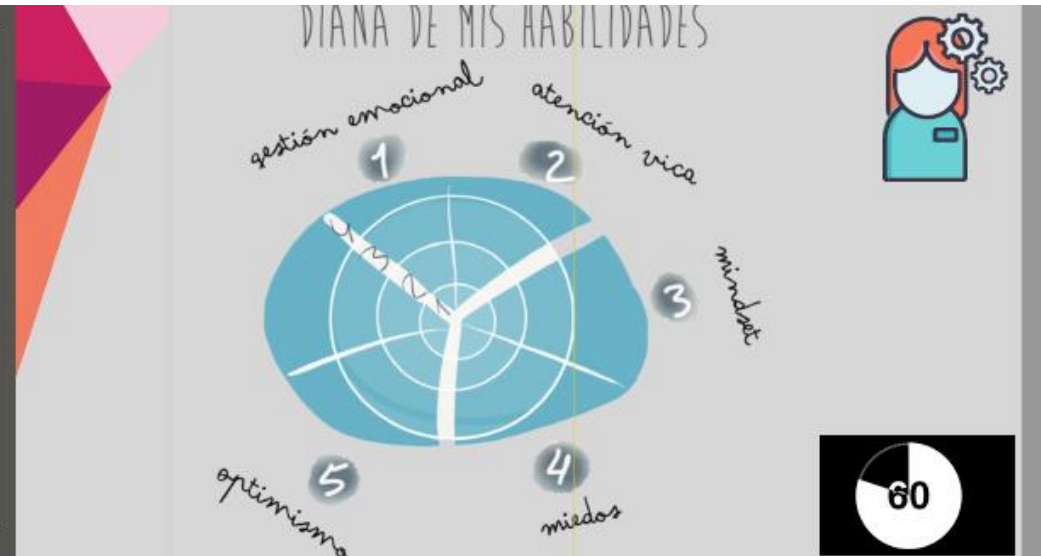 DIANA DE MIS HABILIDADES
gestión emocional
atención vica
1
2
3
mindset
5
4
optimismo
miedos
60